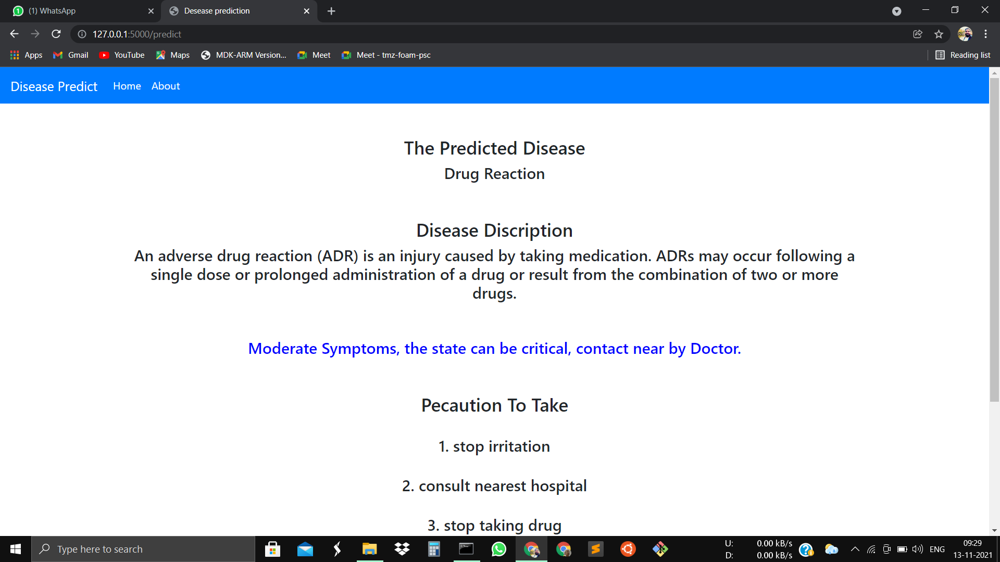 (1) WhatsApp
Desease prediction
127.0.0.1:5000/predict
Apps
Gmail
YouTube
Maps
MDK-ARM Version...
Meet
Meet - tmz-foam-psc
Reading list
Disease Predict
Home
About
The Predicted Disease
Drug Reaction
Disease Discription
An adverse drug reaction (ADR) is an injury caused by taking medication. ADRs may occur following a
single dose or prolonged administration of a drug or result from the combination of two or more
drugs.
Moderate Symptoms, the state can be critical, contact near by Doctor.
Pecaution To Take
1. stop irritation
2. consult nearest hospital
3. stop taking drug
Type here to search
U: 0.00 kB/s
D: 0.00 kB/s
ENG
09:29
13-11-2021